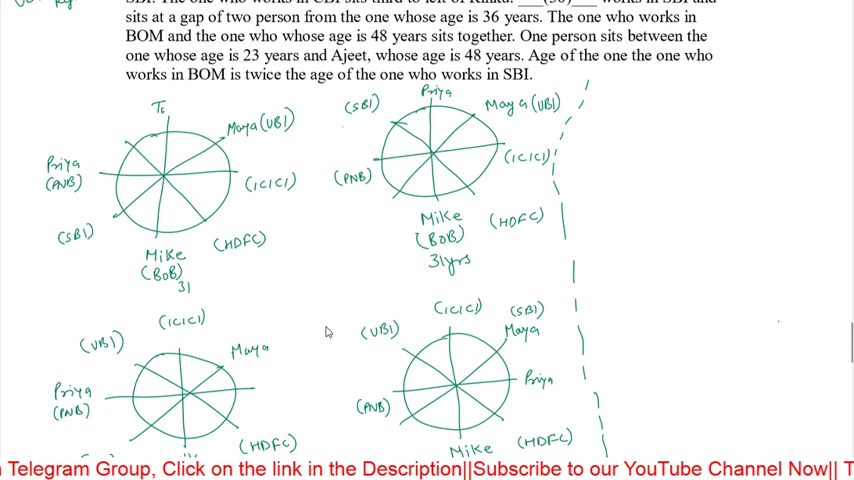 sits at a gap of two person from the one whose age is 36 years. The one who works in
BOM and the one whose age is 48 years sits together. One person sits between the
one whose age is 23 years and Ajeet, whose age is 48 years. Age of the one the one who
works in BOM is twice the age of the one who works in SBI.
(SBI)
Priya
Maya (UBI)
Maya (UBI)
Priya
(PNB)
(ICICI)
(PNB)
(ICICI)
(SBI)
(HDFC)
Mike
(BOB)
31
Mike
(BOB)
31yrs
(HDFC)
(ICICI)
(UBI)
Maya
Priya
(PNB)
(HDFC)
(ICICI)
(SBI)
(UBI)
Maya
Priya
(PNB)
Mike
(HDFC)
Telegram Group, Click on the link in the Description||Subscribe to our YouTube Channel Now||